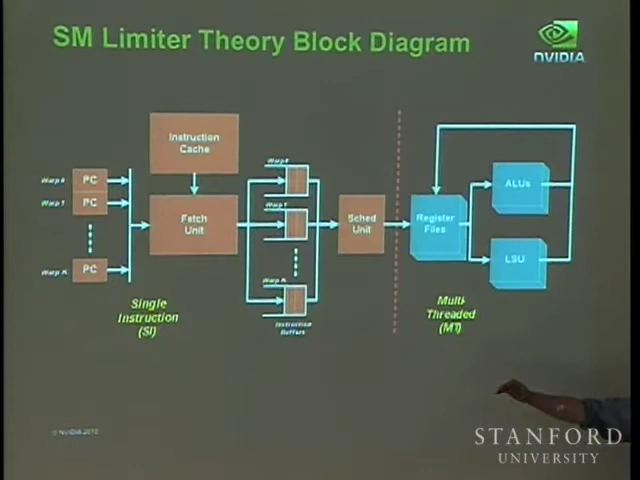 SM Limiter Theory Block Diagram
NVIDIA
Instruction
Cache
Warp 0
PC
Warp 1
PC
Warp N
PC
Fetch
Unit
Warp 0
Warp 1
Warp N
Instruction
Buffers
Sched
Unit
Register
Files
ALUs
LSU
Single
Instruction
(SI)
Multi-
Threaded
(MT)
© NVIDIA 2010
STANFORD
UNIVERSITY